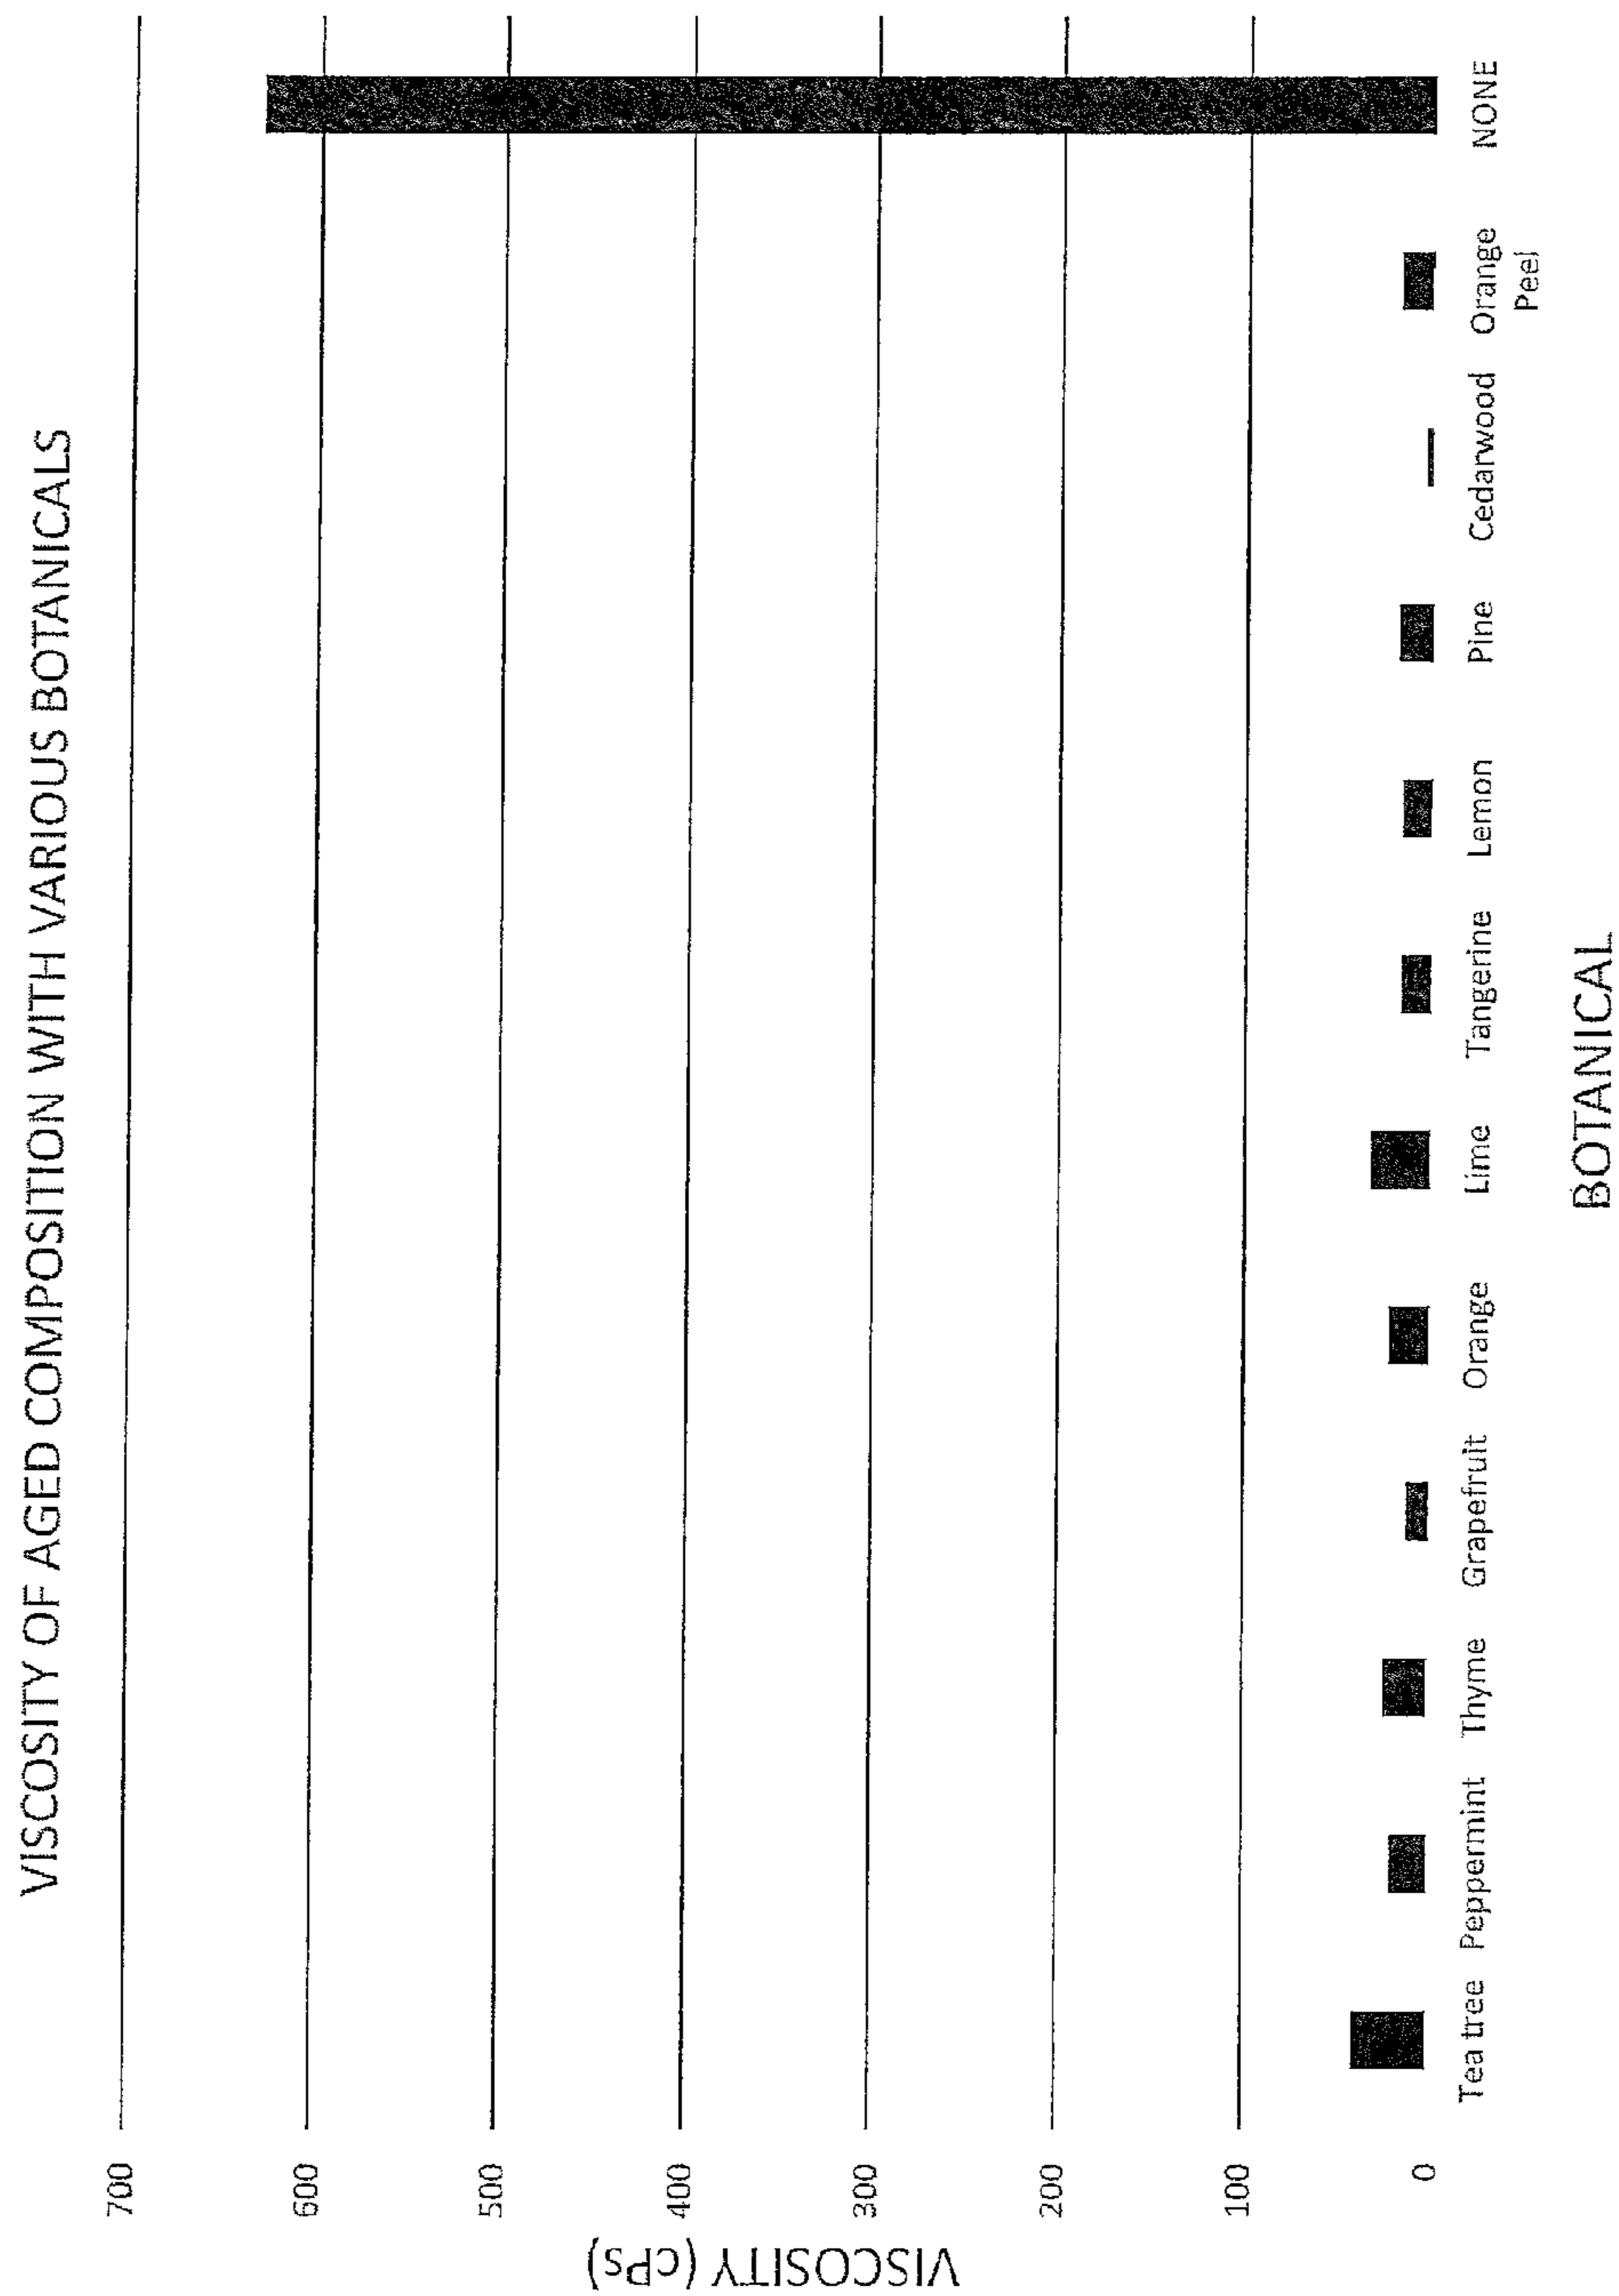 VISCOSITY OF AGED COMPOSITION WITH VARIOUS BOTANICALS
VISCOSITY (cPs)
700
600
500
400
300
200
100
0
Tea tree
Peppermint
Thyme
Grapefruit
Orange
Lime
Tangerine
Lemon
Pine
Cedarwood
Orange
Peel
NONE
BOTANICAL